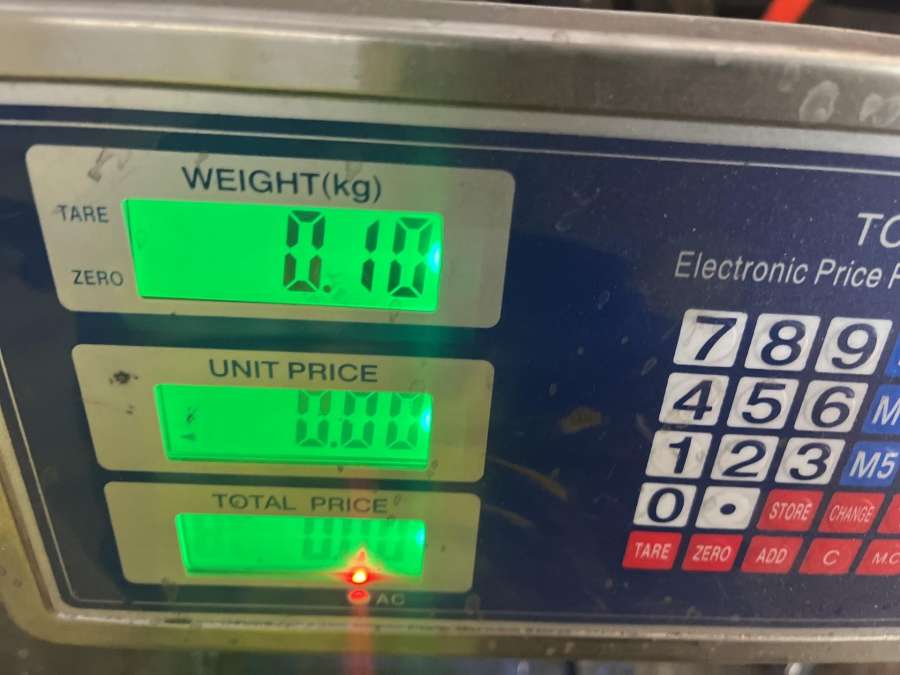 WEIGHT(kg)
TARE
0.10
ZERO
Electronic Price
UNIT PRICE
0.00
TOTAL PRICE
0.00
AC
7 8 9
4 5 6
1 2 3 M5
0 . STORE CHANGE
TARE ZERO ADD C M.C